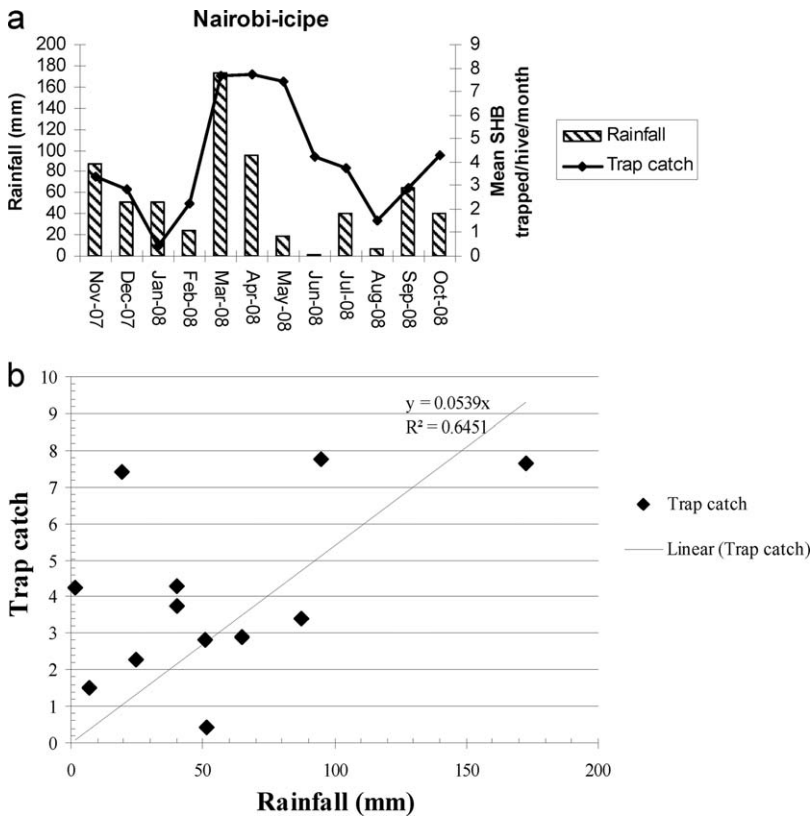 a
Nairobi-icipe
200
180
160
140
120
100
80
60
40
20
0
Rainfall (mm)
9
8
7
6
5
4
3
2
1
0
Mean SHB
trapped/hive/month
Rainfall
Trap catch
Nov-07
Dec-07
Jan-08
Feb-08
Mar-08
Apr-08
May-08
Jun-08
Jul-08
Aug-08
Sep-08
Oct-08
b
10
9
8
7
6
5
4
3
2
1
0
Trap catch
y = 0.0539x
R² = 0.6451
Trap catch
Linear (Trap catch)
0 50 100 150 200
Rainfall (mm)